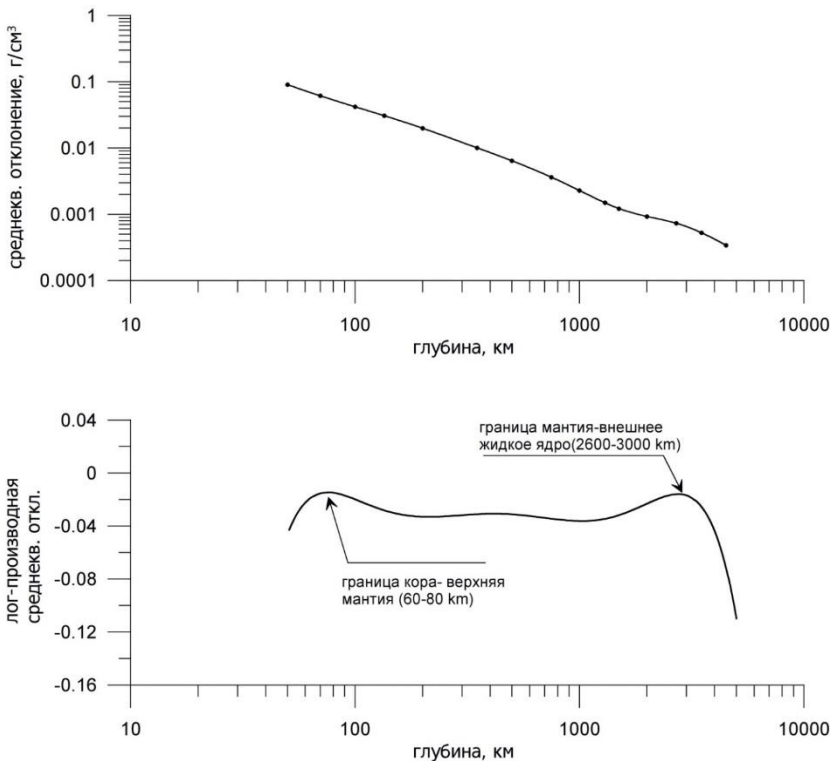 1
0.1
0.01
0.001
0.0001
среднекв. отклонение, г/см³
10
100
1000
10000
глубина, км
0.04
0
-0.04
-0.08
-0.12
-0.16
лог-производная
среднекв. откл.
граница мантия-внешнее
жидкое ядро(2600-3000 km)
граница кора- верхняя
мантия (60-80 km)
10
100
1000
10000
глубина, км